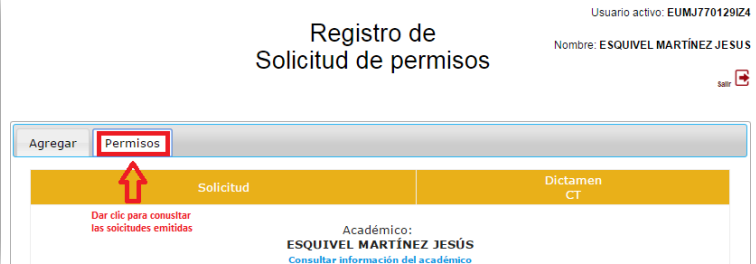 Usuario activo: EUMJ770129IZ4
Registro de
Solicitud de permisos
Nombre: ESQUIVEL MARTÍNEZ JESUS
Salir
Agregar
Permisos
Solicitud
Dictamen
CT
Dar clic para conusltar
las soicitudes emitidas
Académico:
ESQUIVEL MARTÍNEZ JESÚS
Consultar información del académico